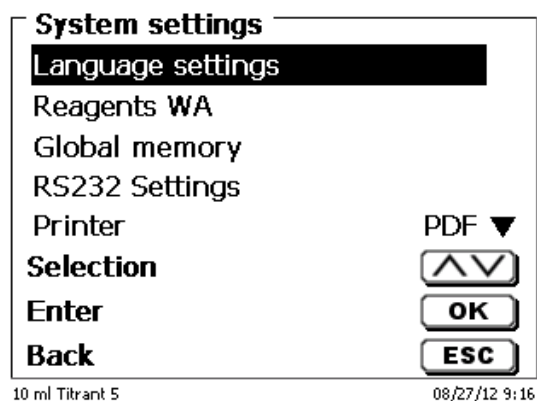 System settings
Language settings
Reagents WA
Global memory
RS232 Settings
Printer PDF ▼
Selection
Enter OK
Back ESC
10 ml Titrant 5 08/27/12 9:16